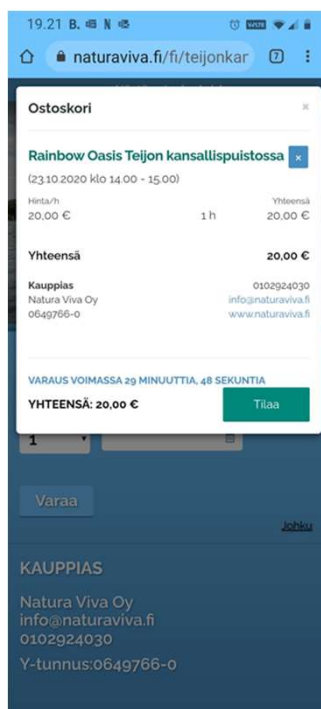 19.21 B. N
naturaviva.fi/fi/teijonkar 7
Ostoskori ×
Rainbow Oasis Teijon kansallispuistossa ×
(23.10.2020 klo 14.00 - 15.00)
Hinta/h Yhteensä
20,00 € 1 h 20,00 €
Yhteensä 20,00 €
Kauppias 0102924030
Natura Viva Oy info@naturaviva.fi
0649766-0 www.naturaviva.fi
VARAUS VOIMASSA 29 MINUUTTIA, 48 SEKUNTIA
YHTEENSÄ: 20,00 € Tilaa
1
Varaa
Johku
KAUPPIAS
Natura Viva Oy
info@naturaviva.fi
0102924030
Y-tunnus:0649766-0